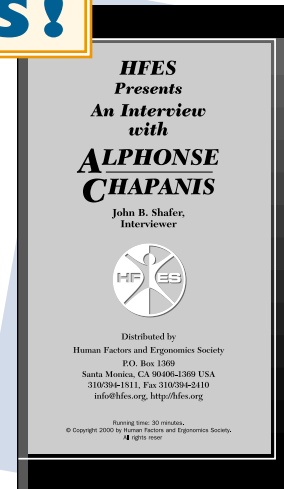 s!
HFES
Presents
An Interview
with
ALPHONSE
CHAPANIS
John B. Shafer,
Interviewer
HF ES
Distributed by
Human Factors and Ergonomics Society
P.O. Box 1369
Santa Monica, CA 90406-1369 USA
310/394-1811, Fax 310/394-2410
info@hfes.org, http://hfes.org
Running time: 30 minutes.
© Copyright 2000 by Human Factors and Ergonomics Society.
All rights reser